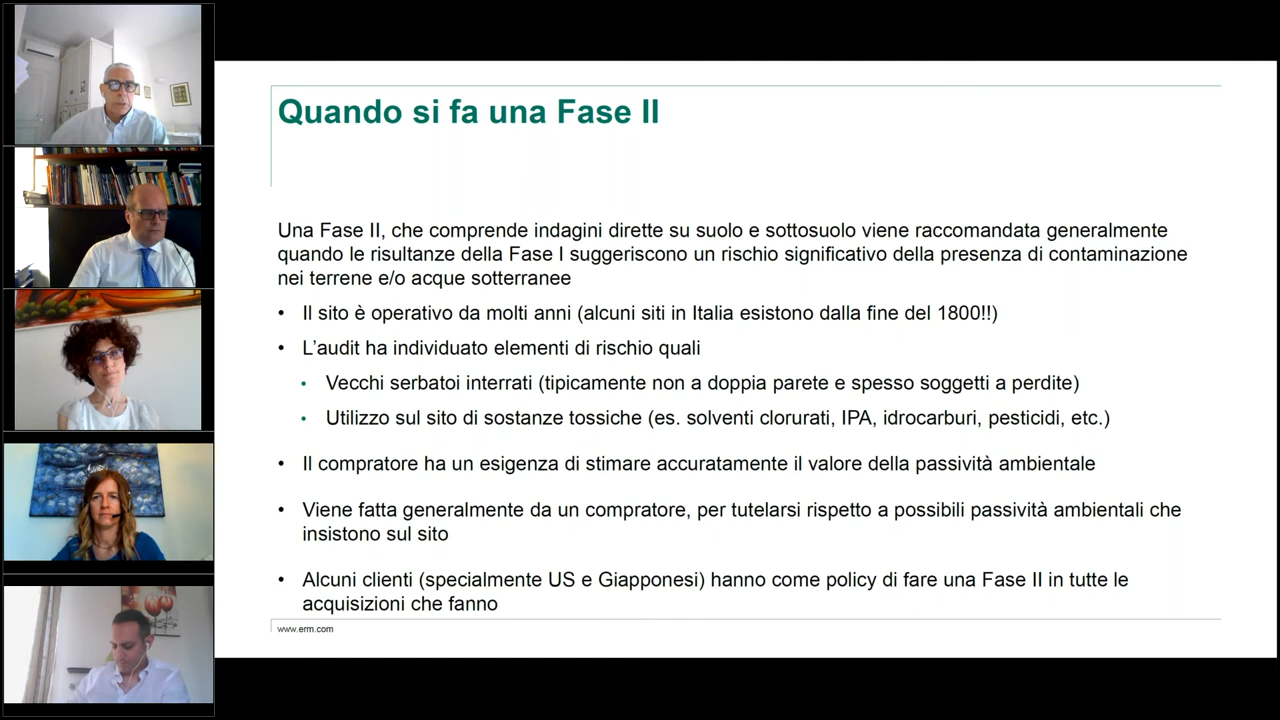 Quando si fa una Fase II
Una Fase II, che comprende indagini dirette su suolo e sottosuolo viene raccomandata generalmente
quando le risultanze della Fase I suggeriscono un rischio significativo della presenza di contaminazione
nei terrene e/o acque sotterranee
• Il sito è operativo da molti anni (alcuni siti in Italia esistono dalla fine del 1800!!)
• L’audit ha individuato elementi di rischio quali
• Vecchi serbatoi interrati (tipicamente non a doppia parete e spesso soggetti a perdite)
• Utilizzo sul sito di sostanze tossiche (es. solventi clorurati, IPA, idrocarburi, pesticidi, etc.)
• Il compratore ha un esigenza di stimare accuratamente il valore della passività ambientale
• Viene fatta generalmente da un compratore, per tutelarsi rispetto a possibili passività ambientali che
insistono sul sito
• Alcuni clienti (specialmente US e Giapponesi) hanno come policy di fare una Fase II in tutte le
acquisizioni che fanno
www.erm.com